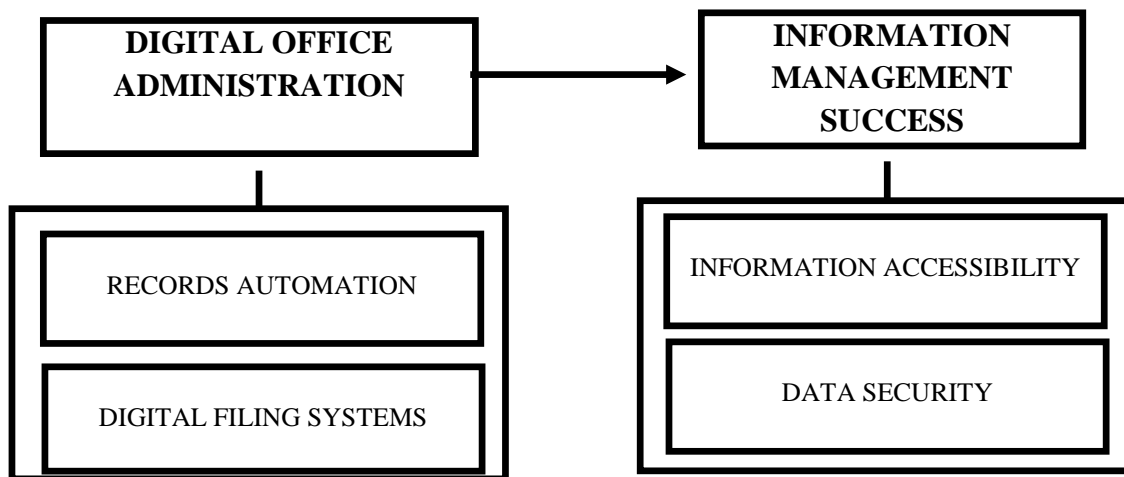 DIGITAL OFFICE
ADMINISTRATION
INFORMATION
MANAGEMENT
SUCCESS
RECORDS AUTOMATION
DIGITAL FILING SYSTEMS
INFORMATION ACCESSIBILITY
DATA SECURITY